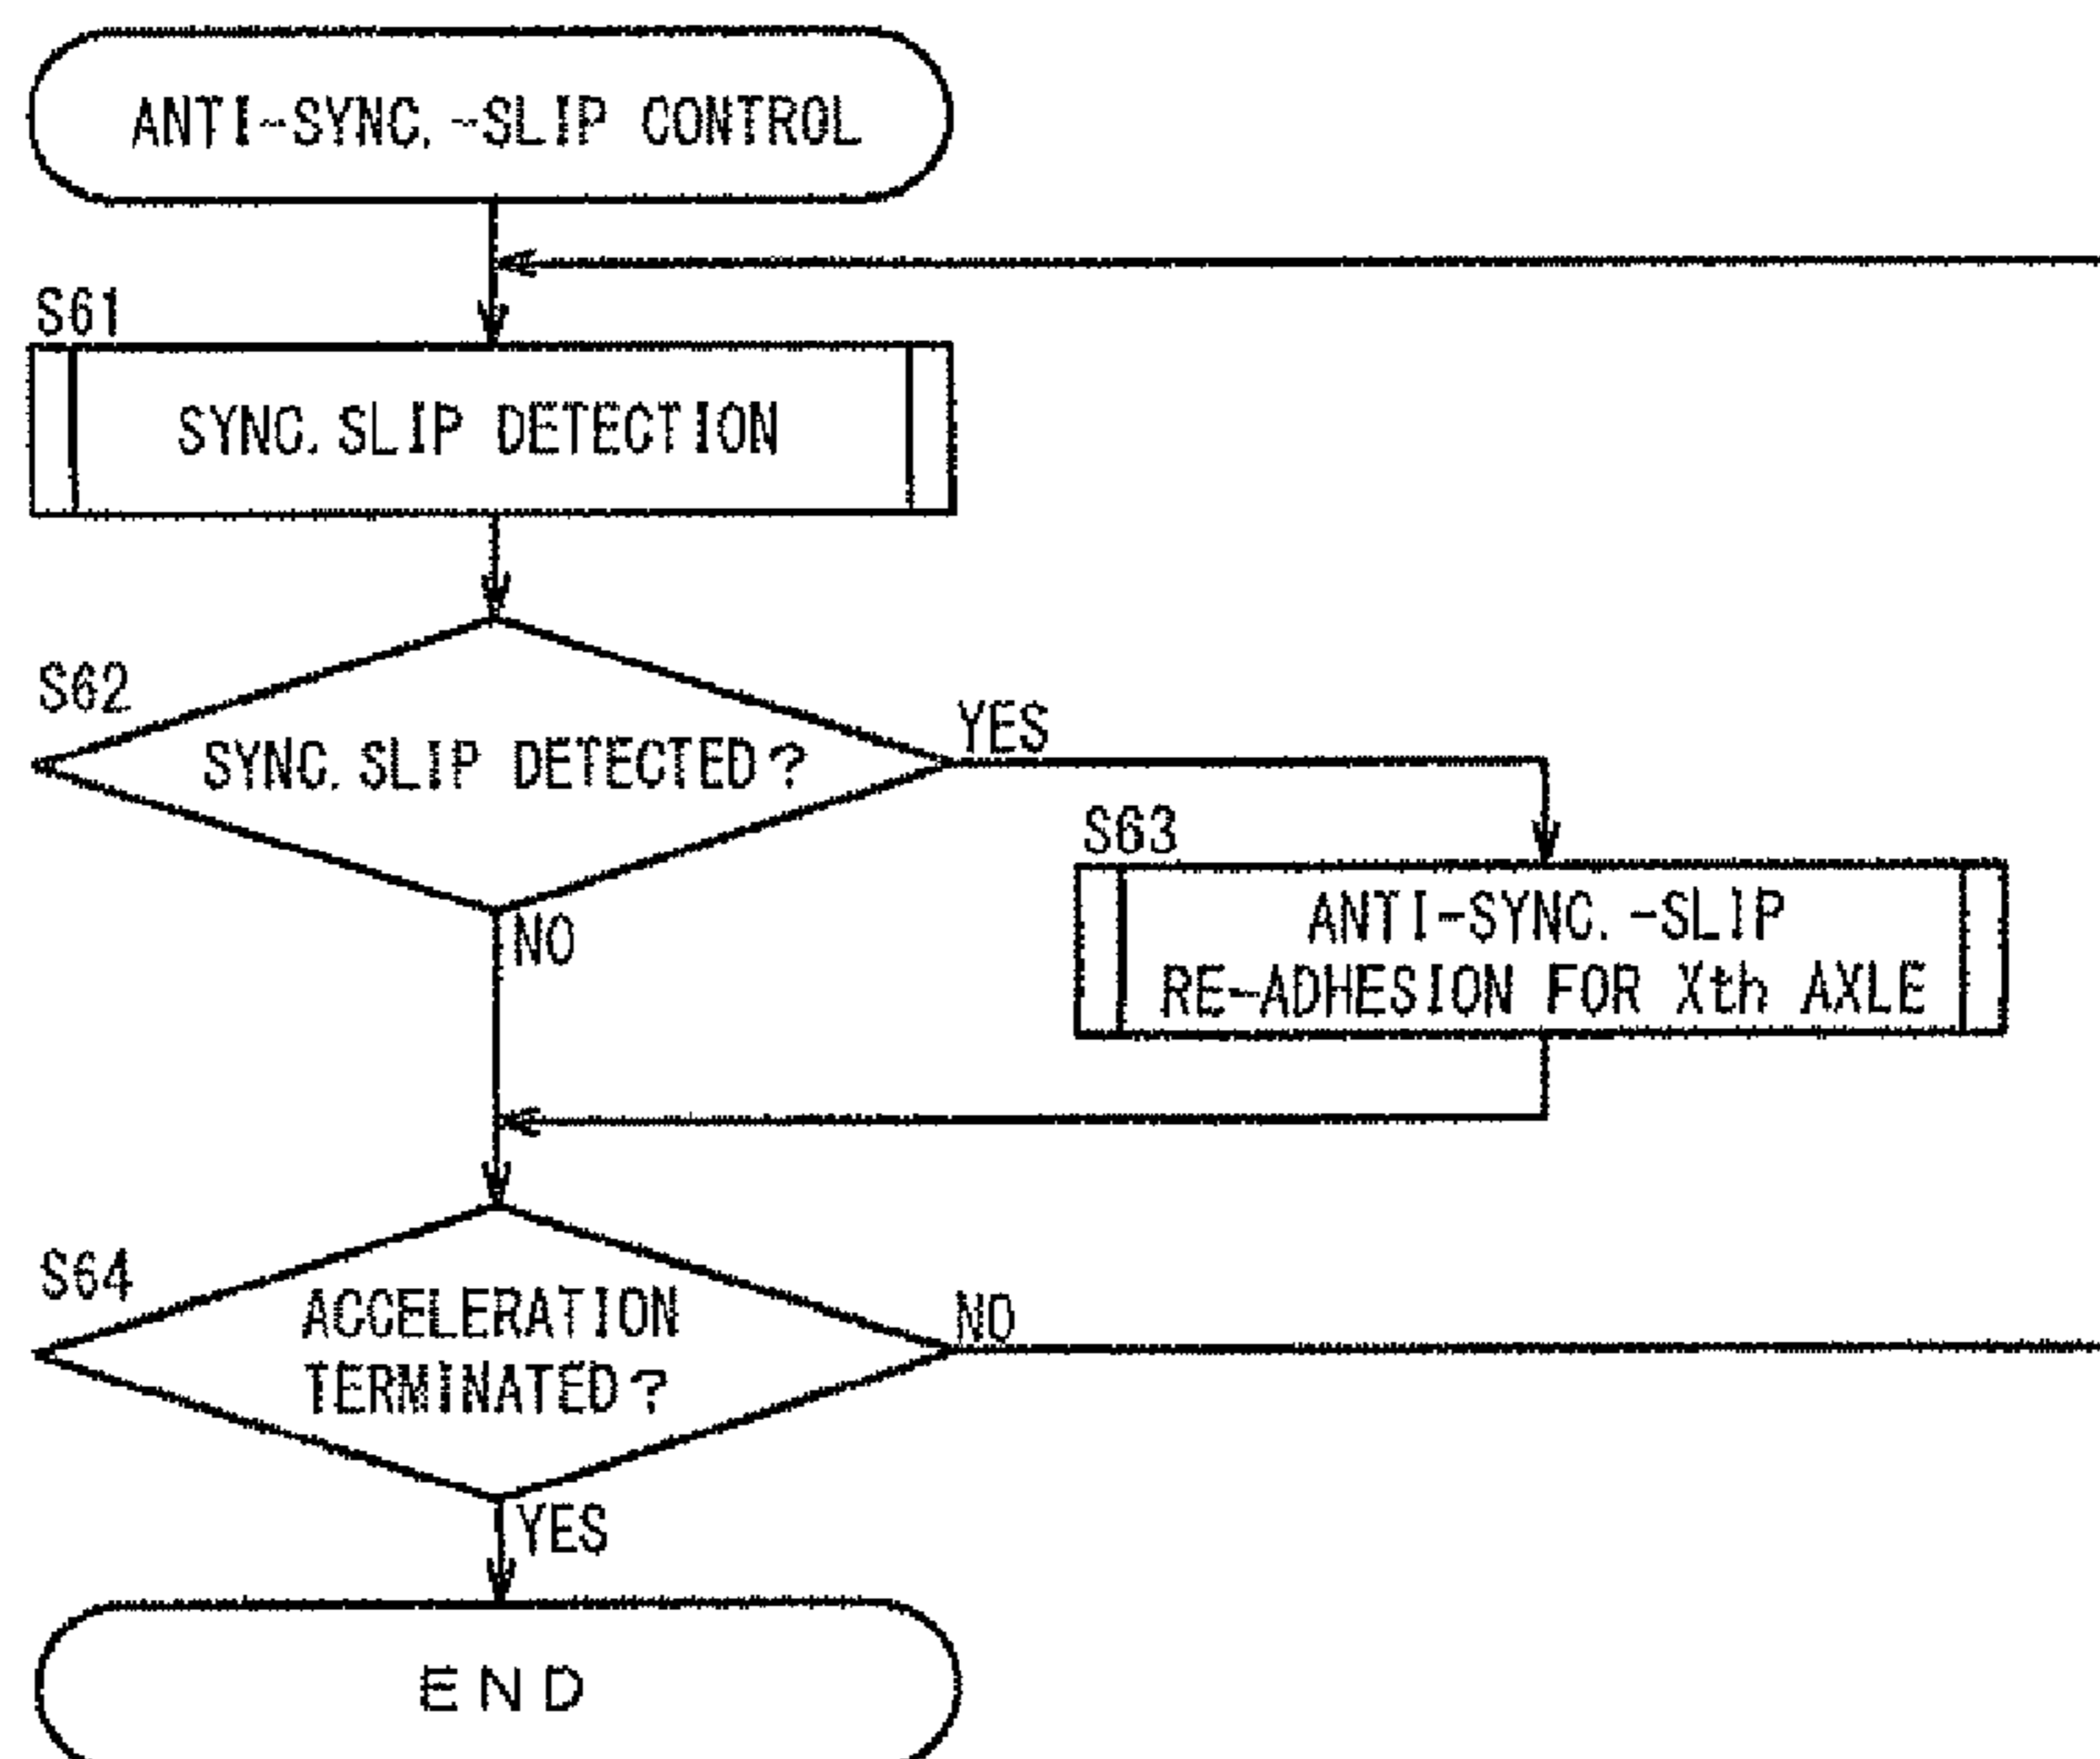 ANTI-SYNC.-SLIP CONTROL
S61
SYNC.SLIP DETECTION
S62
SYNC.SLIP DETECTED?
YES
NO
S63
ANTI-SYNC.-SLIP
RE-ADHESION FOR Xth AXLE
S64
ACCELERATION
TERMINATED?
NO
YES
END